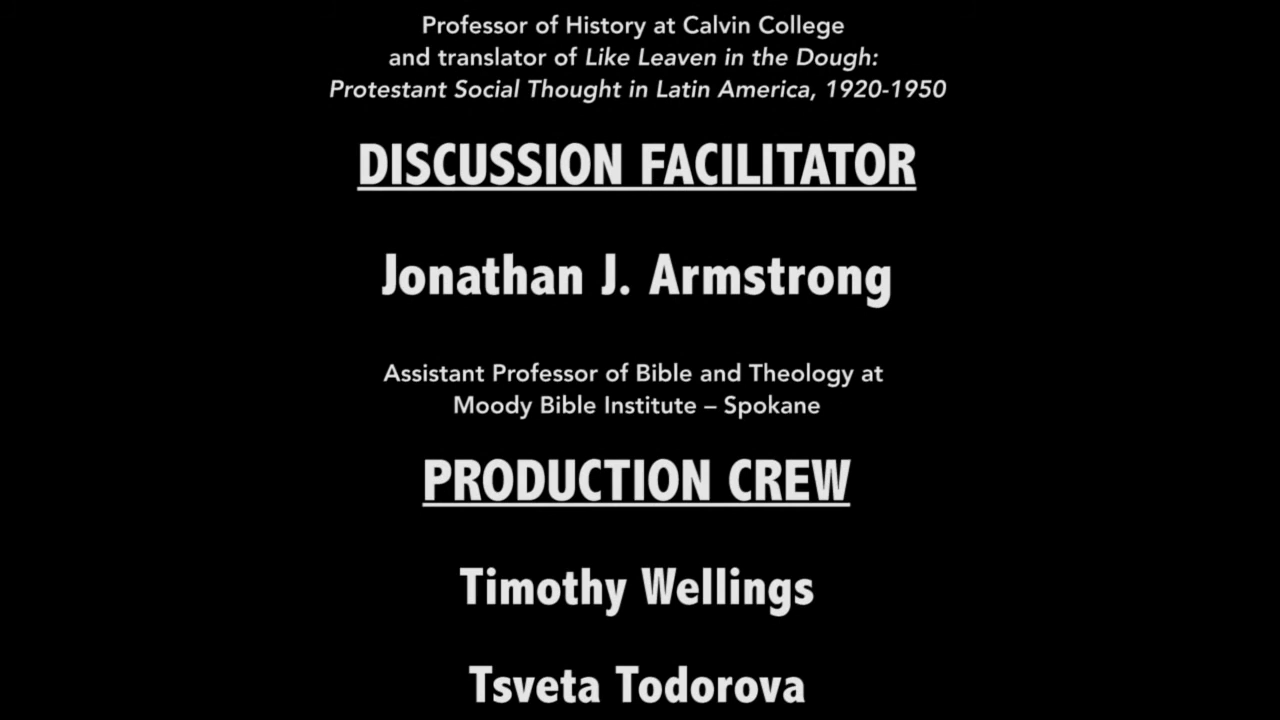 Professor of History at Calvin College
and translator of Like Leaven in the Dough:
Protestant Social Thought in Latin America, 1920-1950
DISCUSSION FACILITATOR
Jonathan J. Armstrong
Assistant Professor of Bible and Theology at
Moody Bible Institute – Spokane
PRODUCTION CREW
Timothy Wellings
Tsveta Todorova